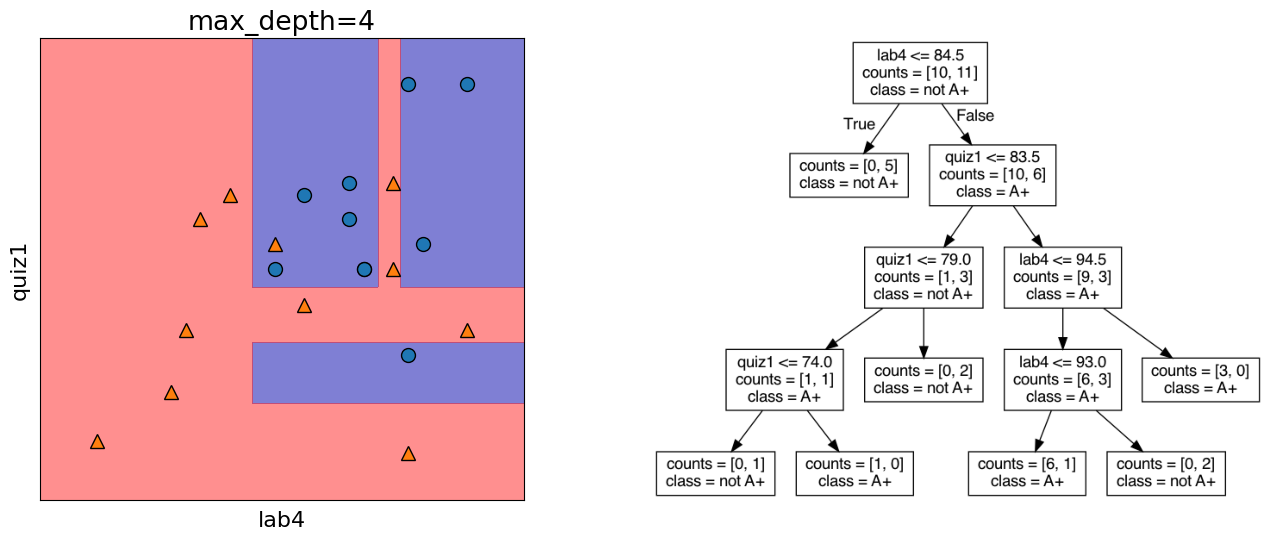 max_depth=4
quiz1
lab4
lab4 <= 84.5
counts = [10, 11]
class = not A+
True
False
counts = [0, 5]
class = not A+
quiz1 <= 83.5
counts = [10, 6]
class = A+
quiz1 <= 79.0
counts = [1, 3]
class = not A+
lab4 <= 94.5
counts = [9, 3]
class = A+
quiz1 <= 74.0
counts = [1, 1]
class = A+
counts = [0, 2]
class = not A+
lab4 <= 93.0
counts = [6, 3]
class = A+
counts = [3, 0]
class = A+
counts = [0, 1]
class = not A+
counts = [1, 0]
class = A+
counts = [6, 1]
class = A+
counts = [0, 2]
class = not A+